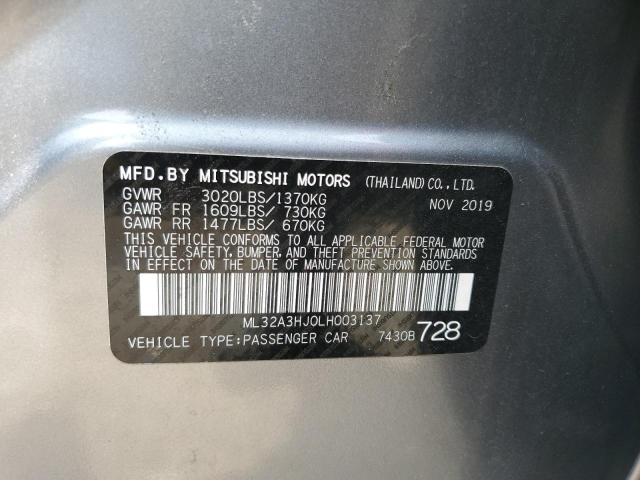 MFD.BY MITSUBISHI MOTORS (THAILAND) CO., LTD.
GVWR 3020LBS/1370KG NOV 2019
GAWR FR 1609LBS/ 730KG
GAWR RR 1477LBS/ 670KG
THIS VEHICLE CONFORMS TO ALL APPLICABLE FEDERAL MOTOR
VEHICLE SAFETY, BUMPER, AND THEFT PREVENTION STANDARDS
IN EFFECT ON THE DATE OF MANUFACTURE SHOWN ABOVE.
ML32A3HJ0LH003137
VEHICLE TYPE:PASSENGER CAR 7430B 728